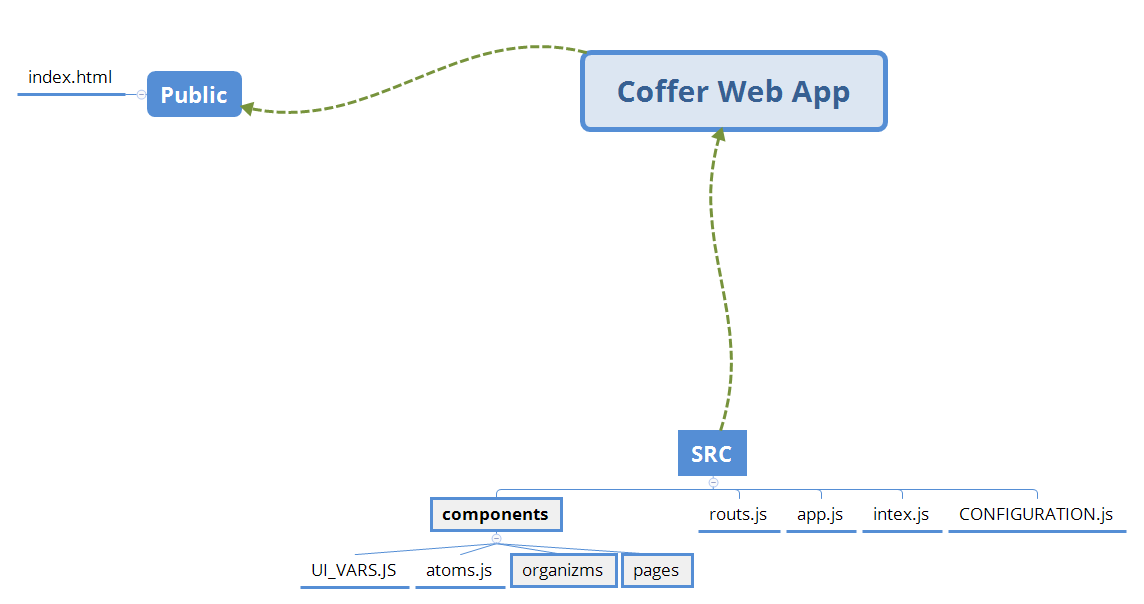 Coffer Web App
index.html
Public
SRC
components
routs.js
app.js
intex.js
CONFIGURATION.js
UI_VARS.JS
atoms.js
organizms
pages